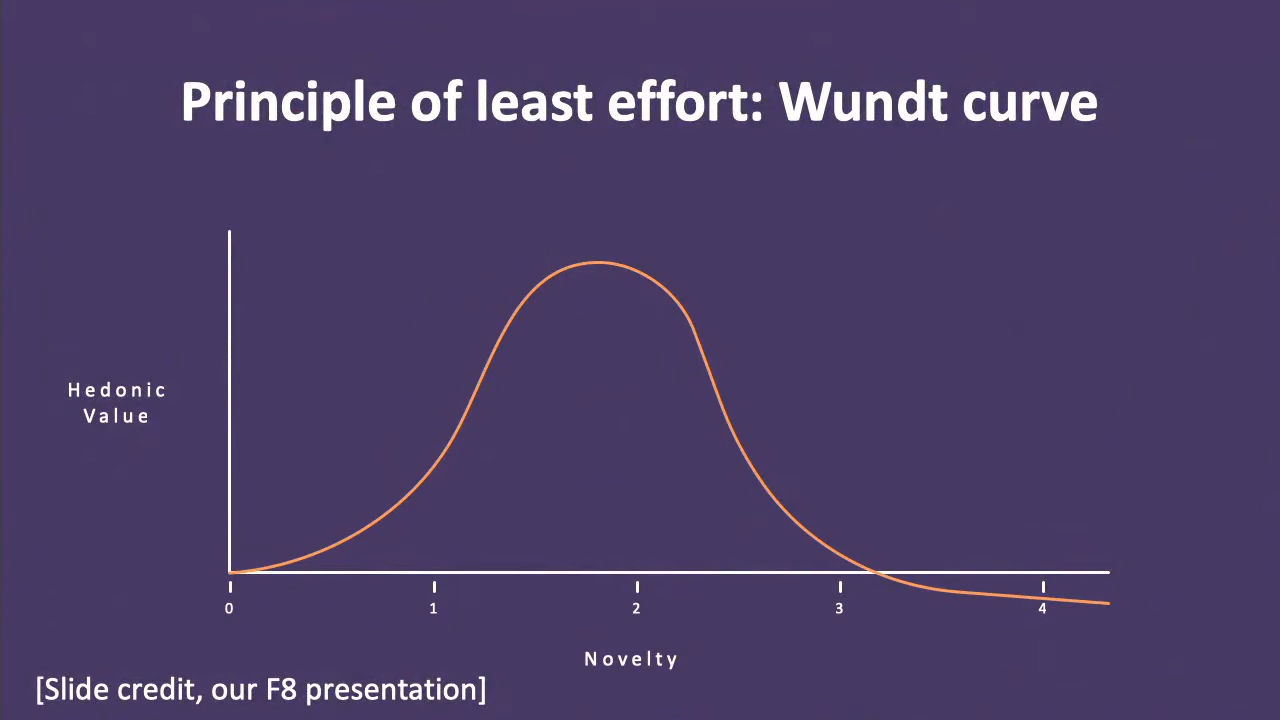 Principle of least effort: Wundt curve
Hedonic
Value
0 1 2 3 4
Novelty
[Slide credit, our F8 presentation]